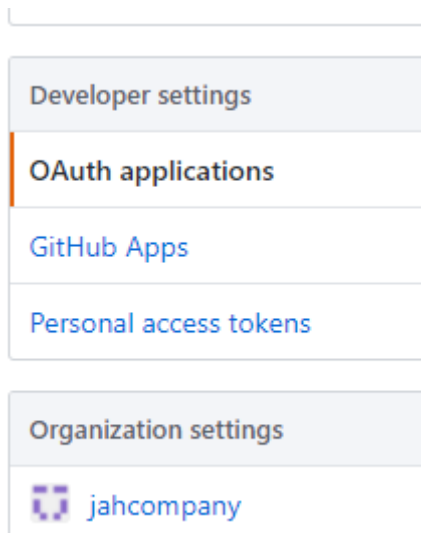 Developer settings
OAuth applications
GitHub Apps
Personal access tokens
Organization settings
jahcompany